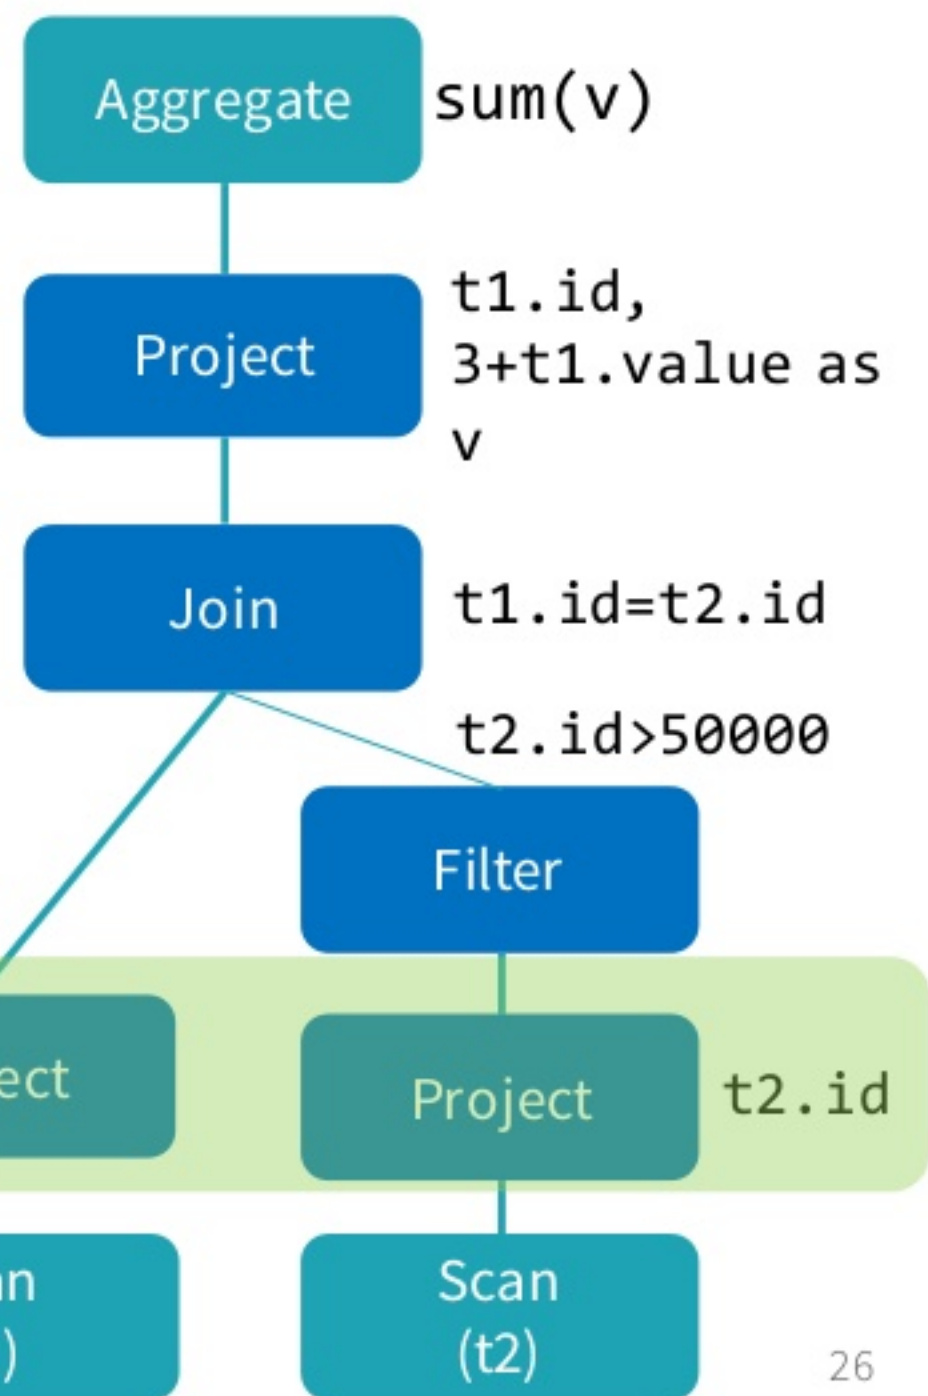 Aggregate sum(v)
t1.id,
Project 3+t1.value as
v
Join t1.id=t2.id
t2.id>50000
Filter
ect Project t2.id
an Scan
) (t2)
26